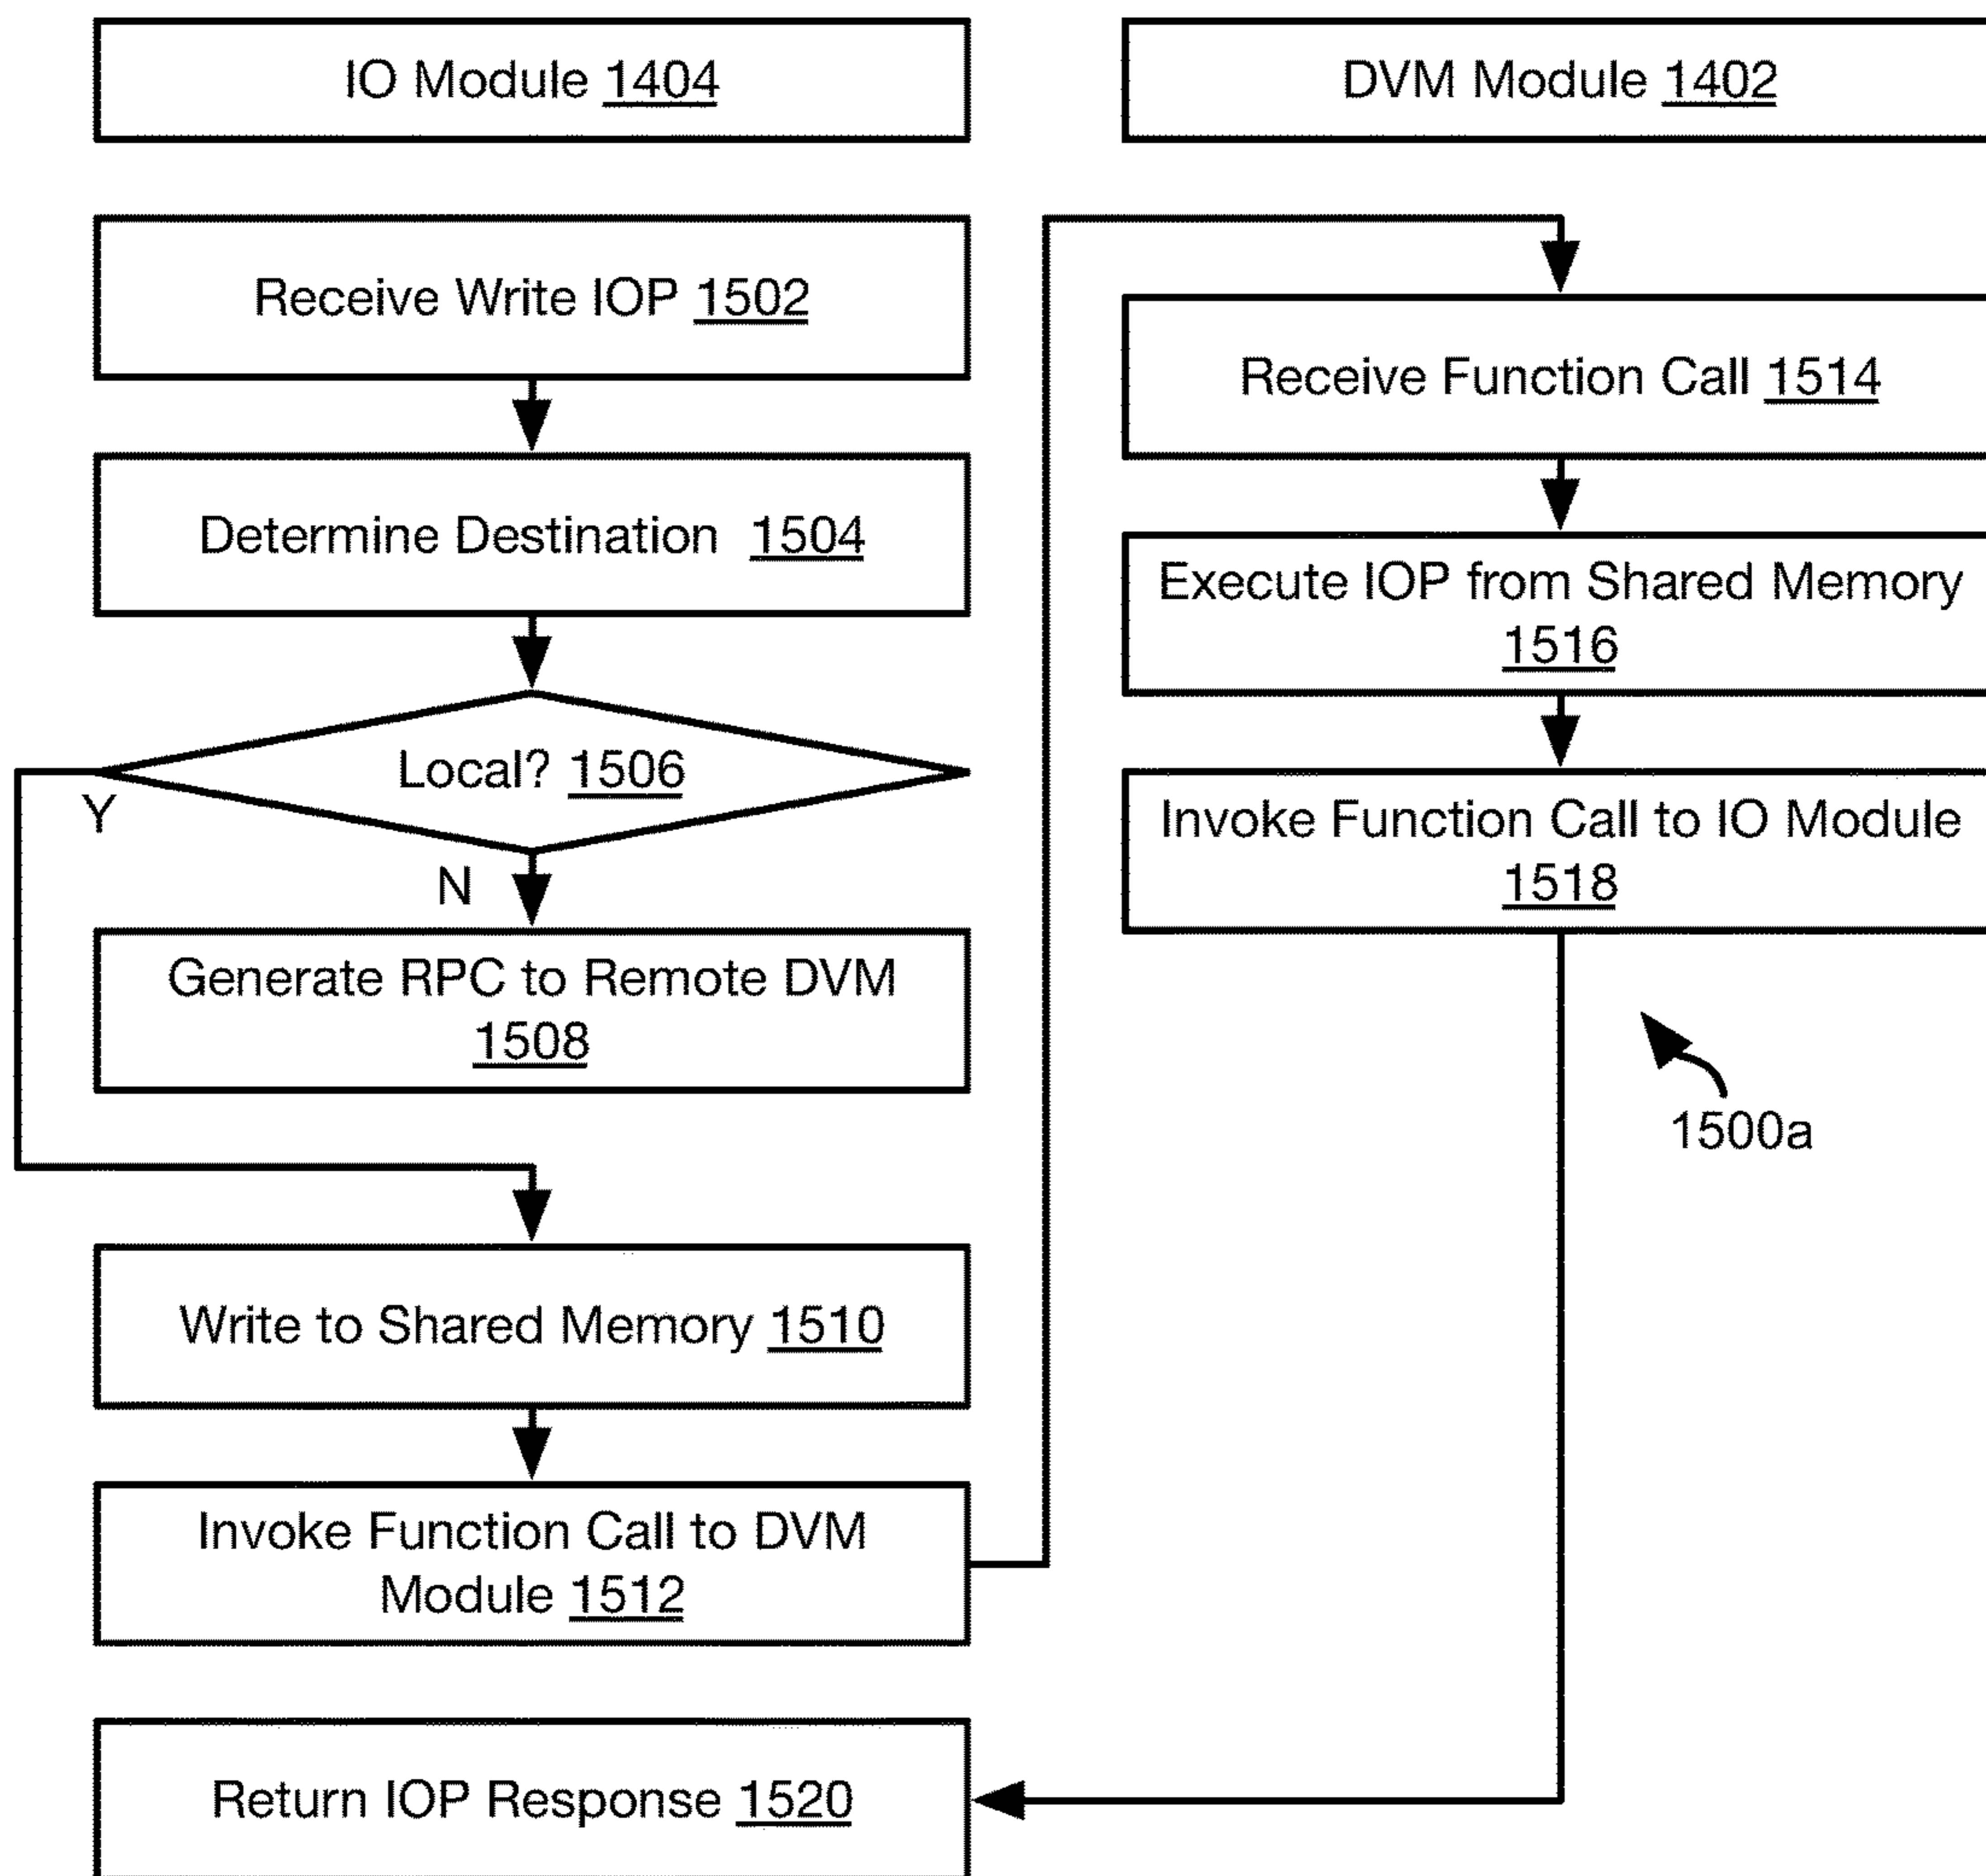 IO Module 1404
DVM Module 1402
Receive Write IOP 1502
Determine Destination 1504
Local? 1506
Y
N
Generate RPC to Remote DVM
1508
Write to Shared Memory 1510
Invoke Function Call to DVM
Module 1512
Return IOP Response 1520
Receive Function Call 1514
Execute IOP from Shared Memory
1516
Invoke Function Call to IO Module
1518
1500a